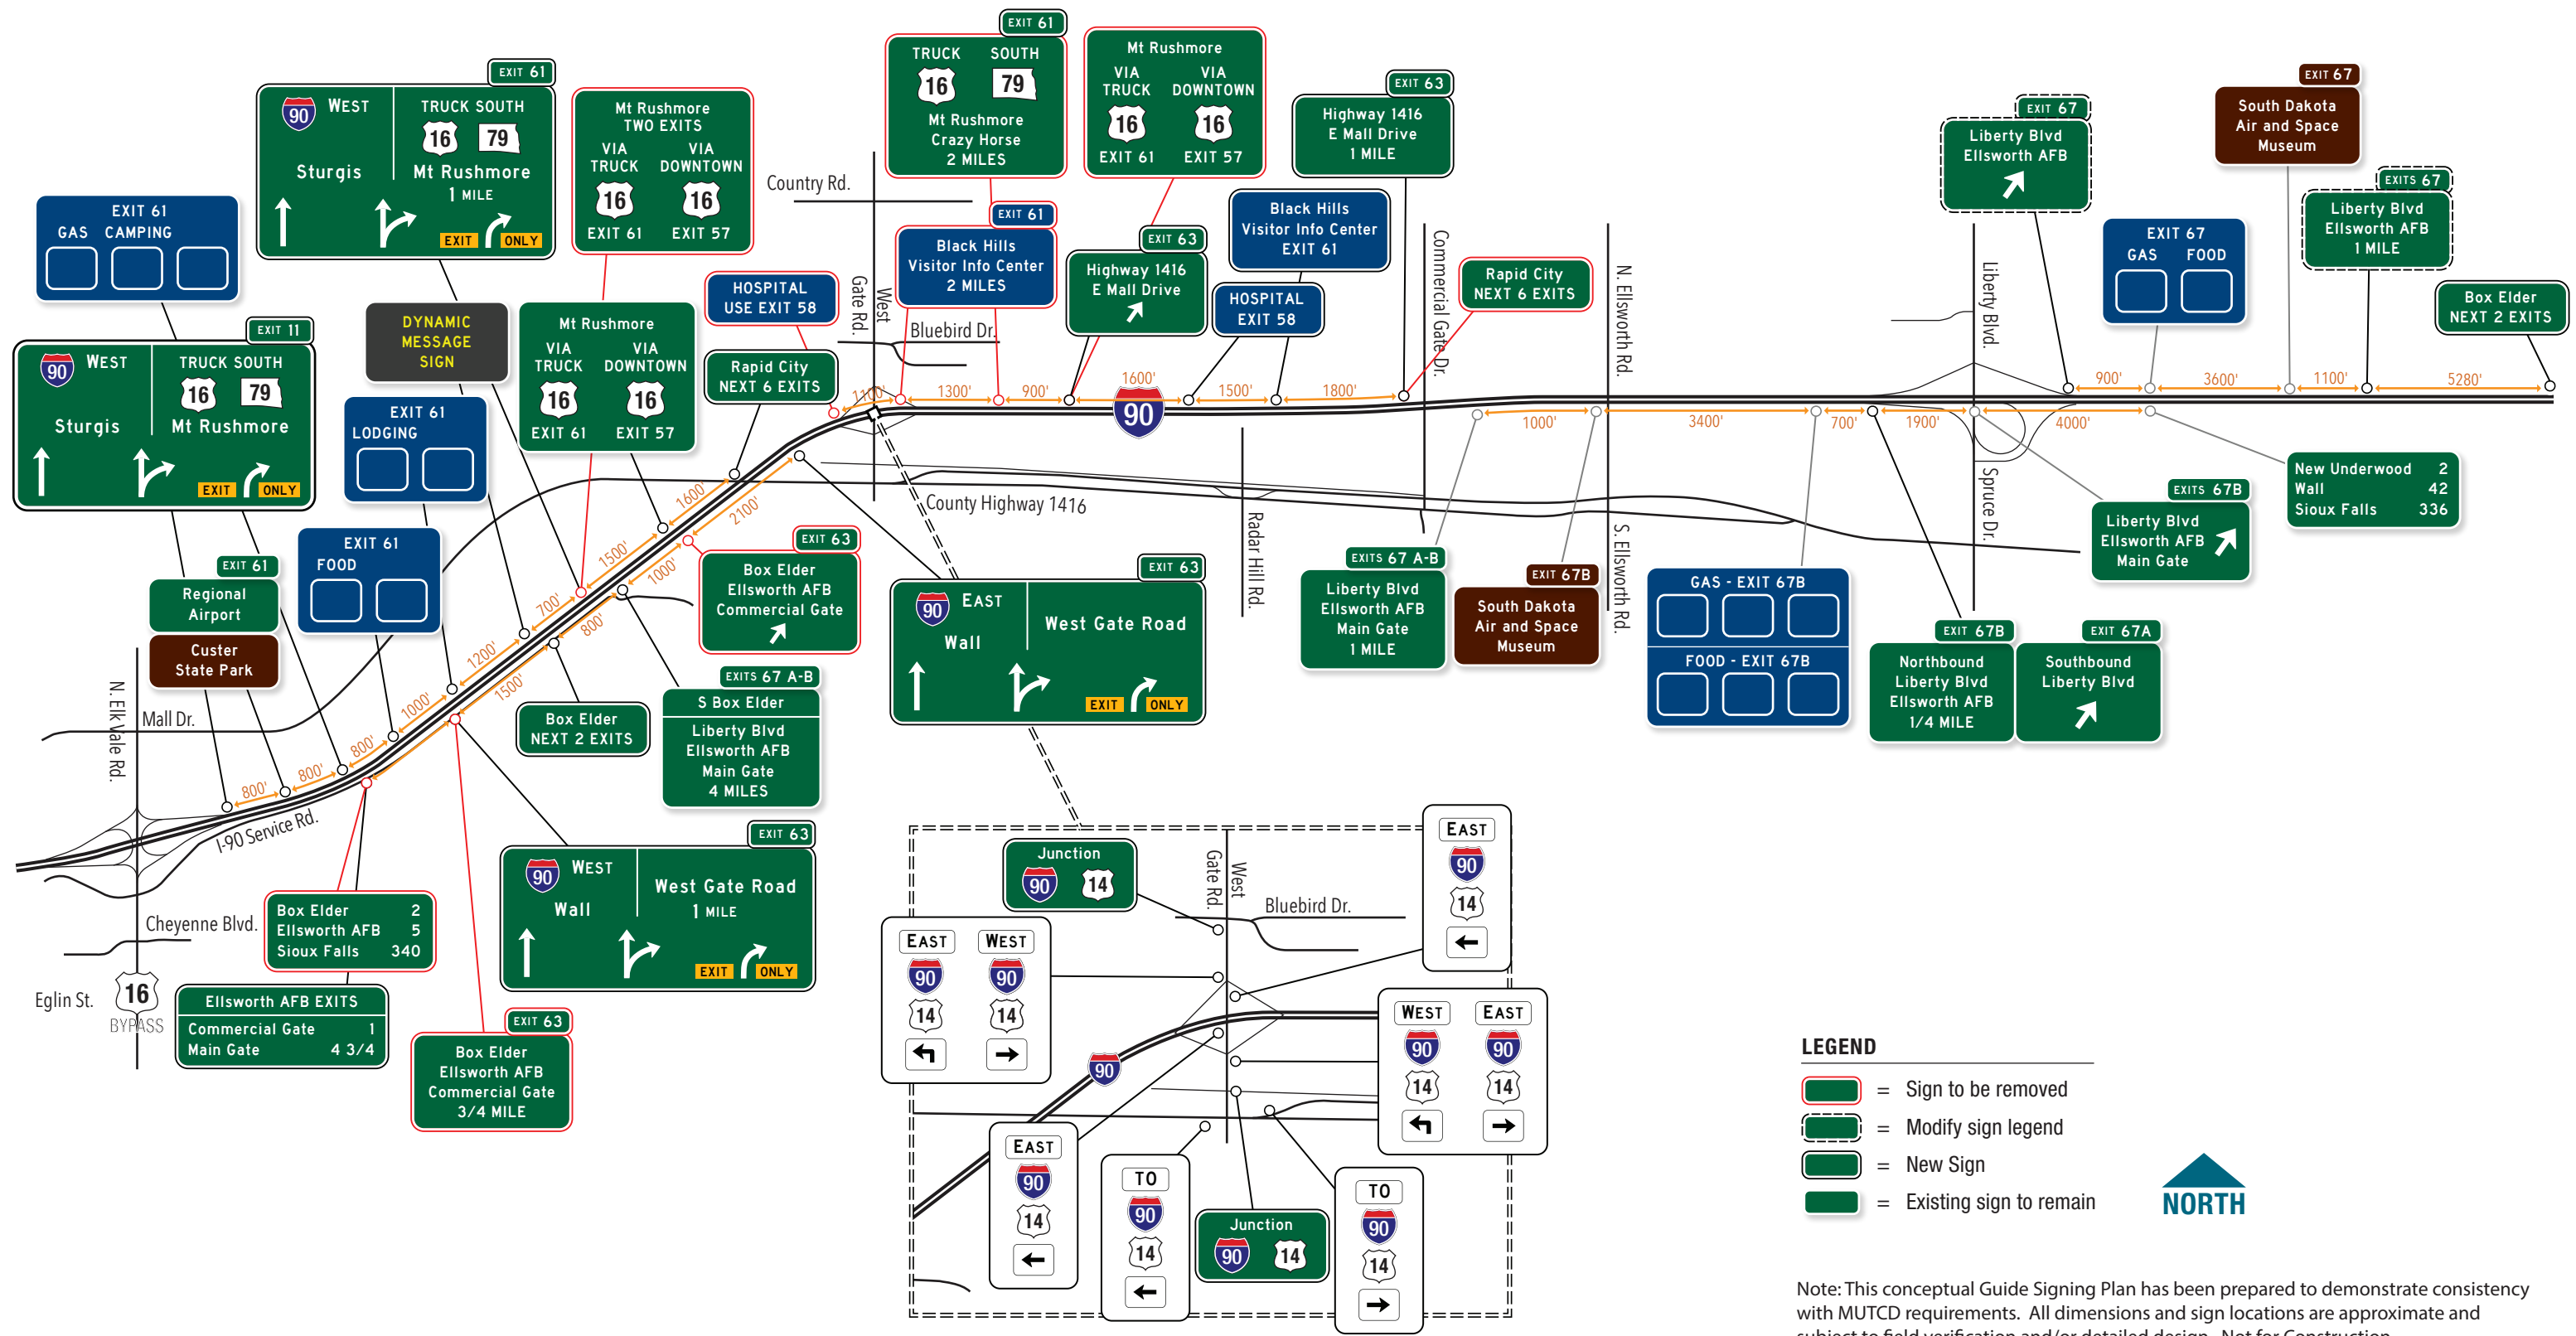 EXIT 61
GAS CAMPING
EXIT 61
90 WEST
Sturgis
TRUCK SOUTH
16 79
Mt Rushmore
1 MILE
EXIT ONLY
Mt Rushmore
TWO EXITS
VIA TRUCK
16
EXIT 61
VIA DOWNTOWN
16
EXIT 57
EXIT 11
90 WEST
Sturgis
TRUCK SOUTH
16 79
Mt Rushmore
EXIT ONLY
DYNAMIC
MESSAGE
SIGN
EXIT 61
LODGING
EXIT 61
FOOD
Mt Rushmore
VIA TRUCK
16
EXIT 61
VIA DOWNTOWN
16
EXIT 57
HOSPITAL
USE EXIT 58
Rapid City
NEXT 6 EXITS
Country Rd.
West
Gate Rd.
Bluebird Dr.
EXIT 61
TRUCK SOUTH
16 79
Mt Rushmore
Crazy Horse
2 MILES
EXIT 61
Black Hills
Visitor Info Center
2 MILES
Mt Rushmore
VIA TRUCK
16
EXIT 61
VIA DOWNTOWN
16
EXIT 57
EXIT 63
Highway 1416
E Mall Drive
EXIT 63
Highway 1416
E Mall Drive
1 MILE
Black Hills
Visitor Info Center
EXIT 61
HOSPITAL
EXIT 58
Rapid City
NEXT 6 EXITS
Commercial Gate Dr.
N. Ellsworth Rd.
S. Ellsworth Rd.
Radar Hill Rd.
Liberty Blvd.
Spruce Dr.
EXIT 67
Liberty Blvd
Ellsworth AFB
EXIT 67
South Dakota
Air and Space
Museum
EXIT 67
GAS FOOD
EXITS 67
Liberty Blvd
Ellsworth AFB
1 MILE
Box Elder
NEXT 2 EXITS
1100'
1300'
900'
1600'
1500'
1800'
90
900'
3600'
1100'
5280'
1000'
3400'
700'
1900'
4000'
1600'
1500'
700'
1200'
1000'
800'
800'
800'
2100'
1000'
800'
1500'
County Highway 1416
New Underwood 2
Wall 42
Sioux Falls 336
EXITS 67B
Liberty Blvd
Ellsworth AFB
Main Gate
EXIT 67B
Northbound
Liberty Blvd
Ellsworth AFB
1/4 MILE
EXIT 67A
Southbound
Liberty Blvd
GAS - EXIT 67B
FOOD - EXIT 67B
EXIT 67B
South Dakota
Air and Space
Museum
EXITS 67 A-B
Liberty Blvd
Ellsworth AFB
Main Gate
1 MILE
EXIT 63
90 EAST
Wall
West Gate Road
EXIT ONLY
EXIT 63
Box Elder
Ellsworth AFB
Commercial Gate
EXITS 67 A-B
S Box Elder
Liberty Blvd
Ellsworth AFB
Main Gate
4 MILES
Box Elder
NEXT 2 EXITS
EXIT 61
Regional
Airport
Custer
State Park
N. Elk Vale Rd.
Mall Dr.
I-90 Service Rd.
Cheyenne Blvd.
Eglin St.
16
BYPASS
Box Elder 2
Ellsworth AFB 5
Sioux Falls 340
Ellsworth AFB EXITS
Commercial Gate 1
Main Gate 4 3/4
EXIT 63
Box Elder
Ellsworth AFB
Commercial Gate
3/4 MILE
EXIT 63
90 WEST
Wall
West Gate Road
1 MILE
EXIT ONLY
Junction
90 14
West
Gate Rd.
Bluebird Dr.
EAST
90
14
EAST WEST
90 90
14 14
WEST EAST
90 90
14 14
90
EAST
90
14
TO
90
14
Junction
90 14
TO
90
14
LEGEND
= Sign to be removed
= Modify sign legend
= New Sign
= Existing sign to remain
NORTH
Note: This conceptual Guide Signing Plan has been prepared to demonstrate consistency
with MUTCD requirements. All dimensions and sign locations are approximate and
subject to field verification and/or detailed design. Not for Construction